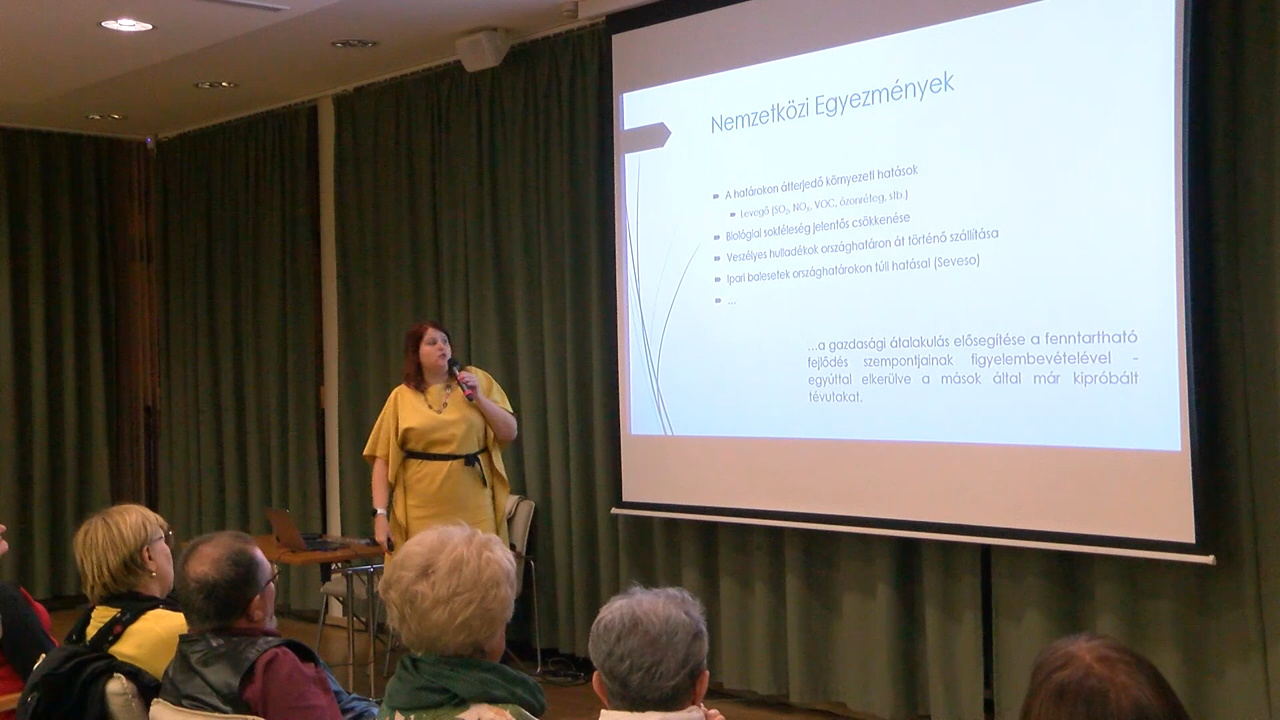 Nemzetközi Egyezmények
A határokon átterjedő környezeti hatások
Levegő (SO₂, NOₓ, VOC, ózonréteg, stb.)
Biológiai sokféleség jelentős csökkenése
Veszélyes hulladékok országhatáron át történő szállítása
Ipari balesetek országhatárokon túli hatásai (Seveso)
...
...a gazdasági átalakulás elősegítése a fenntartható
fejlődés szempontjainak figyelembevételével -
egyúttal elkerülve a mások által már kipróbált
tévutakat.